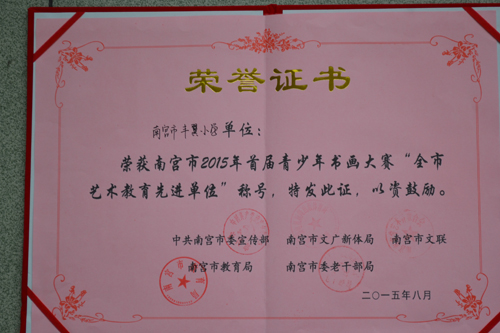 荣誉证书
南宫市丰翼小学单位：
荣获南宫市2015年首届青少年书画大赛“全市
艺术教育先进单位”称号，特发此证，以资鼓励。
中共南宫市委宣传部 南宫市文广新体局 南宫市文联
南宫市教育局 南宫市委老干部局
二〇一五年八月